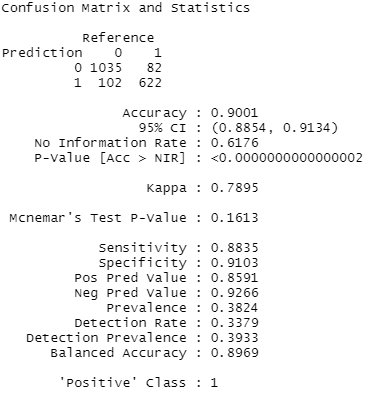 Confusion Matrix and Statistics
Reference
Prediction 0 1
0 1035 82
1 102 622
Accuracy : 0.9001
95% CI : (0.8854, 0.9134)
No Information Rate : 0.6176
P-Value [Acc > NIR] : <0.0000000000000002
Kappa : 0.7895
Mcnemar's Test P-Value : 0.1613
Sensitivity : 0.8835
Specificity : 0.9103
Pos Pred Value : 0.8591
Neg Pred Value : 0.9266
Prevalence : 0.3824
Detection Rate : 0.3379
Detection Prevalence : 0.3933
Balanced Accuracy : 0.8969
'Positive' Class : 1